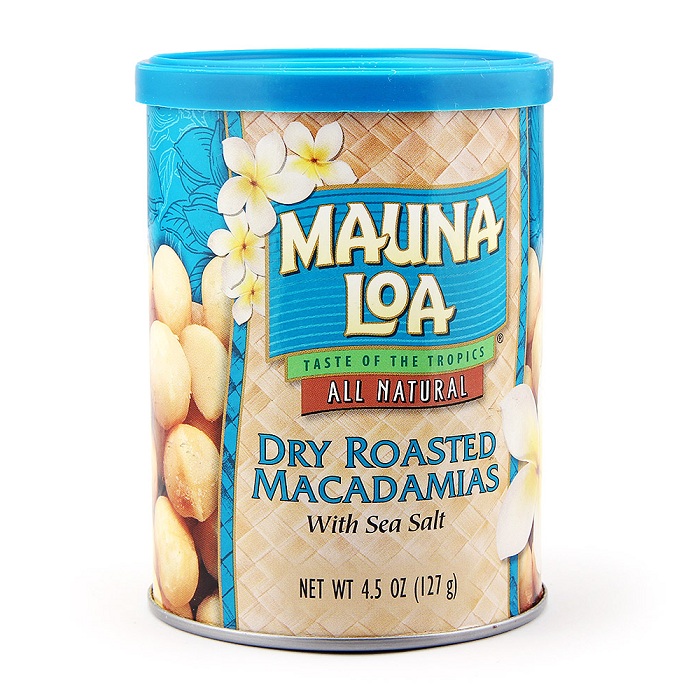 MAUNA
LOA
®
TASTE OF THE TROPICS
ALL NATURAL
DRY ROASTED
MACADAMIAS
With Sea Salt
NET WT 4.5 OZ (127 g)